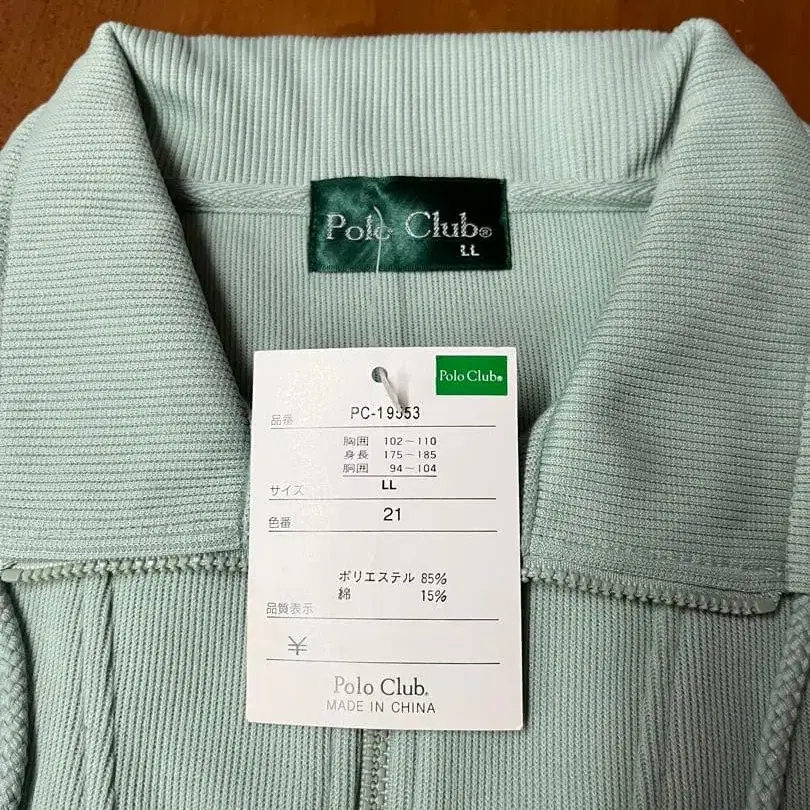 Polo Club®
LL
Polo Club®
品番 PC-19553
胸囲 102～110
身長 175～185
胴囲 94～104
サイズ LL
色番 21
ポリエステル 85%
綿 15%
品質表示
¥
Polo Club.
MADE IN CHINA